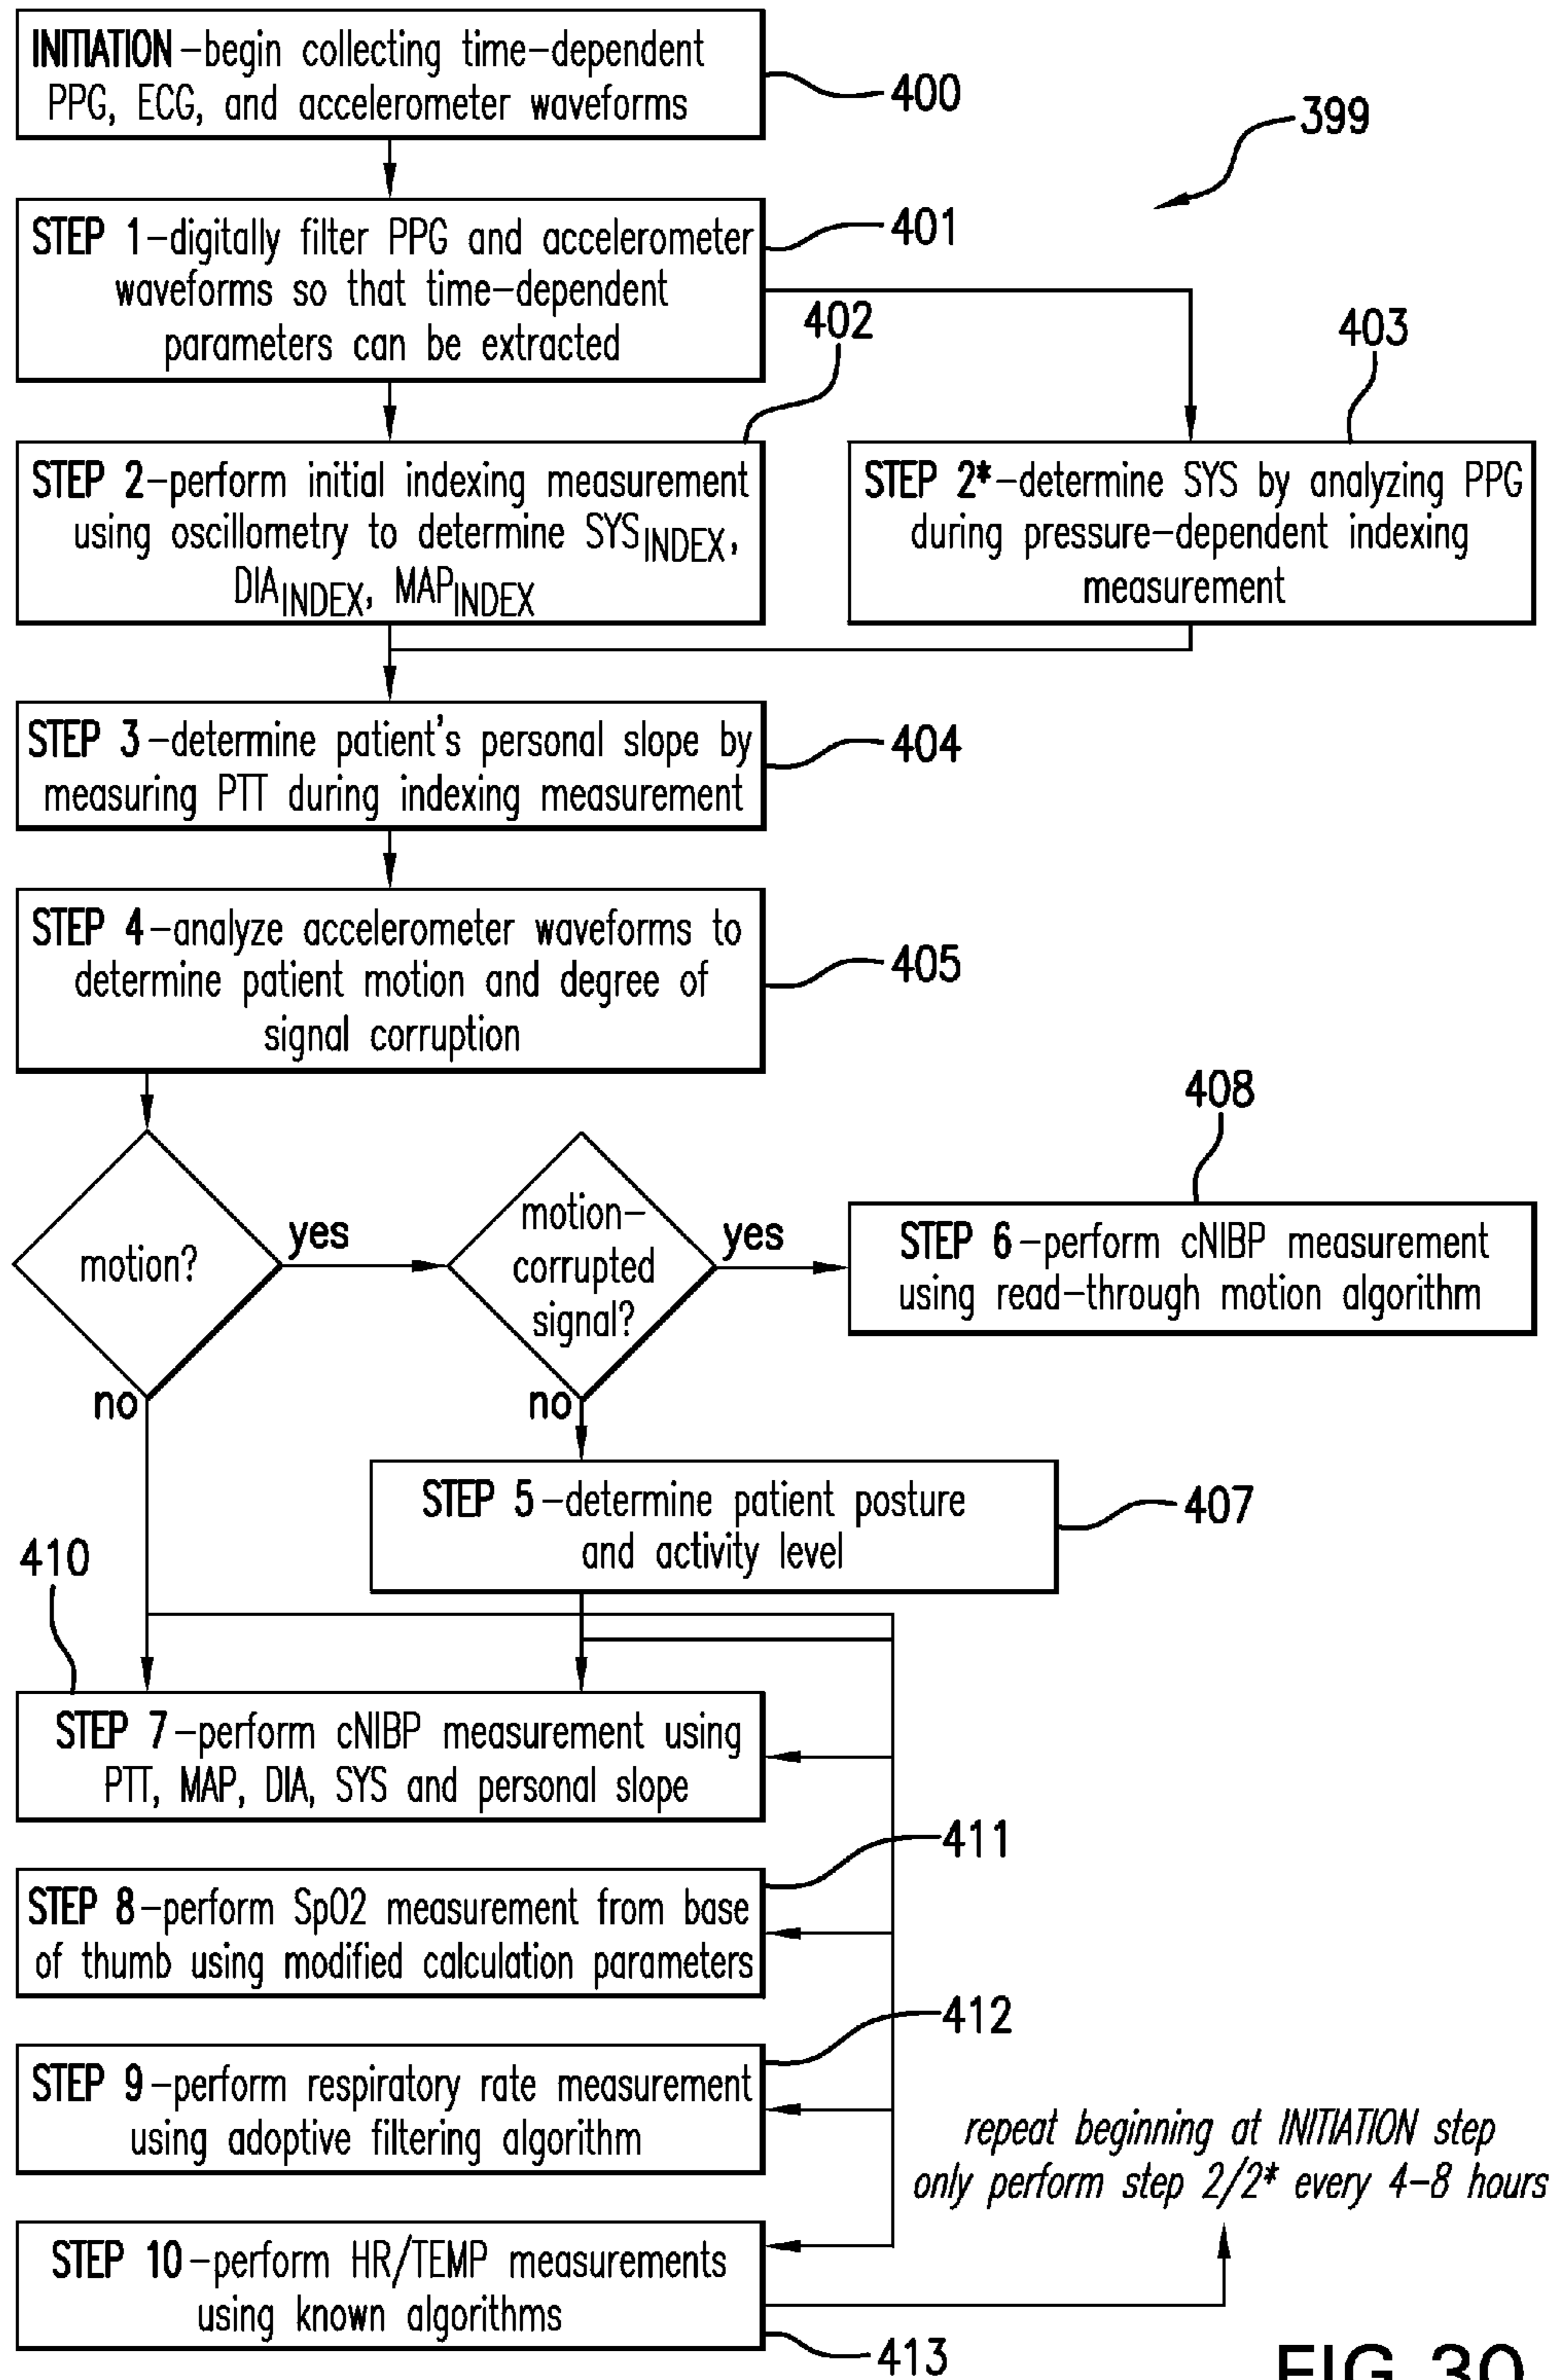 INITIATION–begin collecting time–dependent
PPG, ECG, and accelerometer waveforms
400
399
STEP 1–digitally filter PPG and accelerometer
waveforms so that time–dependent
parameters can be extracted
401
402
403
STEP 2–perform initial indexing measurement
using oscillometry to determine SYSINDEX,
DIAINDEX, MAPINDEX
STEP 2*–determine SYS by analyzing PPG
during pressure–dependent indexing
measurement
STEP 3–determine patient's personal slope by
measuring PTT during indexing measurement
404
STEP 4–analyze accelerometer waveforms to
determine patient motion and degree of
signal corruption
405
408
motion?
yes
no
motion–
corrupted
signal?
yes
no
STEP 6–perform cNIBP measurement
using read–through motion algorithm
STEP 5–determine patient posture
and activity level
407
410
STEP 7–perform cNIBP measurement using
PTT, MAP, DIA, SYS and personal slope
411
STEP 8–perform SpO2 measurement from base
of thumb using modified calculation parameters
412
STEP 9–perform respiratory rate measurement
using adoptive filtering algorithm
repeat beginning at INITIATION step
only perform step 2/2* every 4–8 hours
STEP 10–perform HR/TEMP measurements
using known algorithms
413
FIG.30